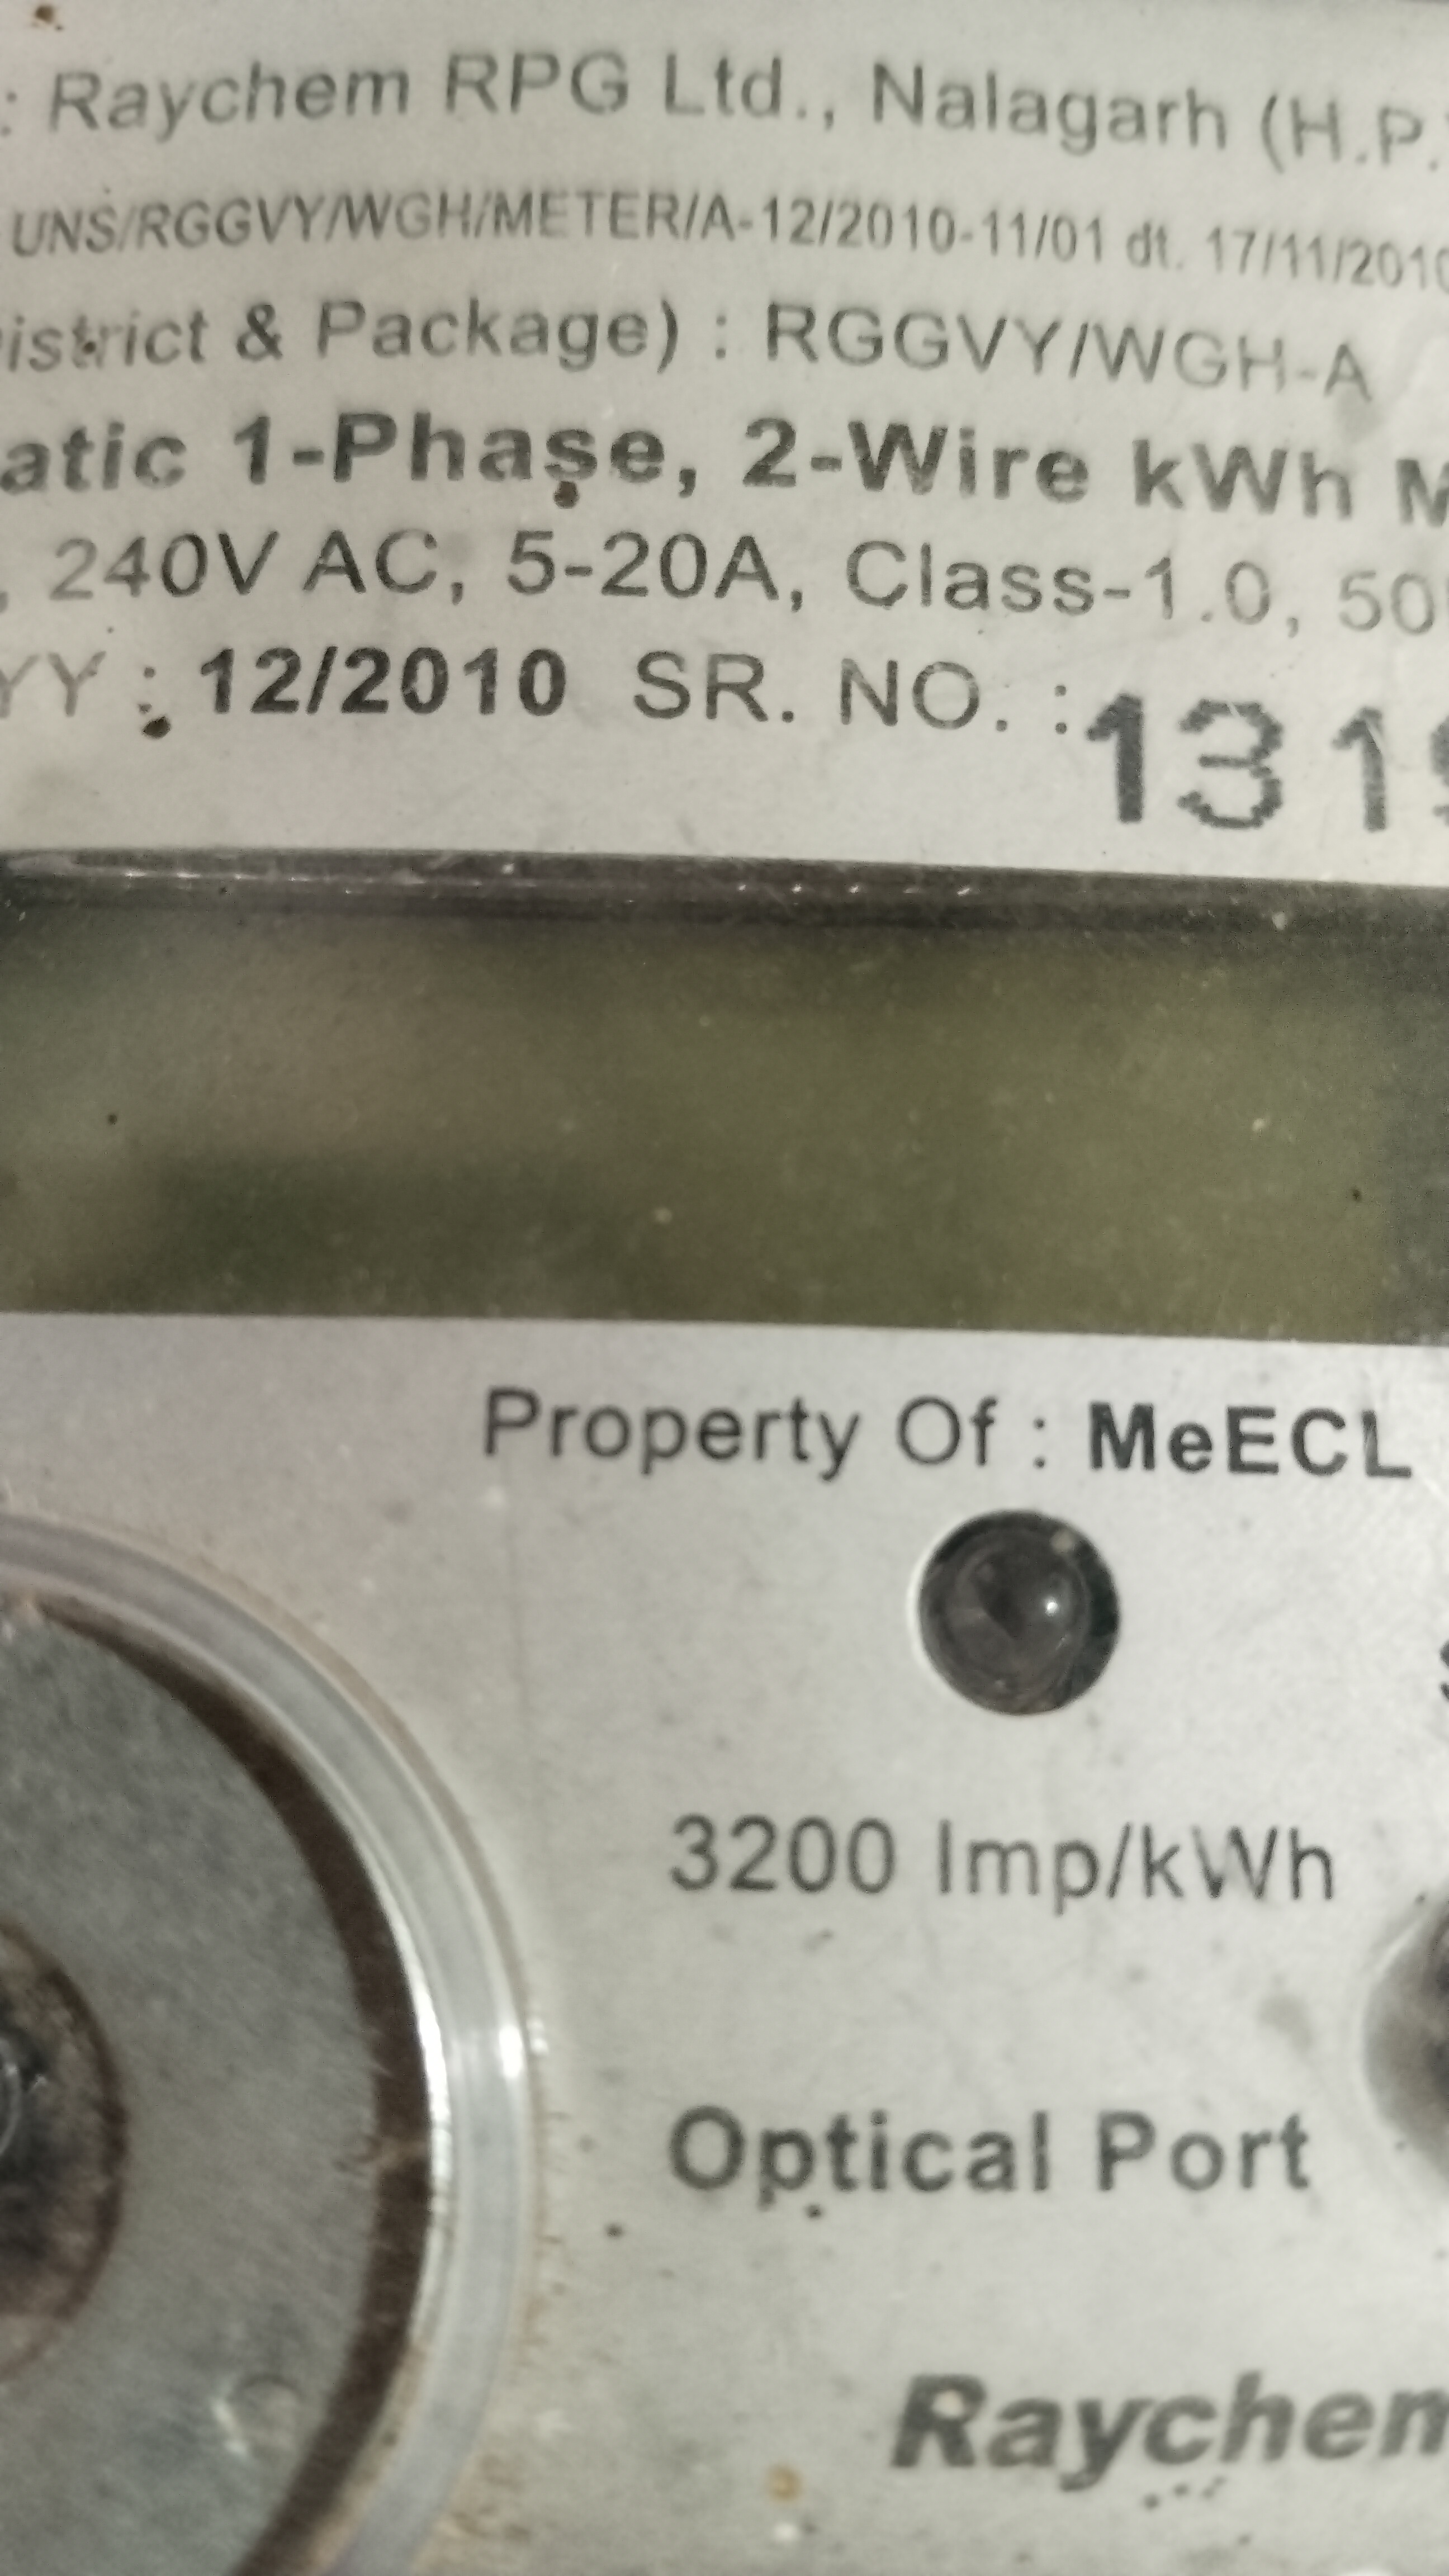 : Raychem RPG Ltd., Nalagarh (H.P.
UNS/RGGVY/WGH/METER/A-12/2010-11/01 dt. 17/11/2010
istrict & Package) : RGGVY/WGH-A
atic 1-Phase, 2-Wire kWh M
, 240V AC, 5-20A, Class-1.0, 50
YY : 12/2010 SR. NO. : 131
Property Of : MeECL
3200 Imp/kWh
Optical Port
Raychem